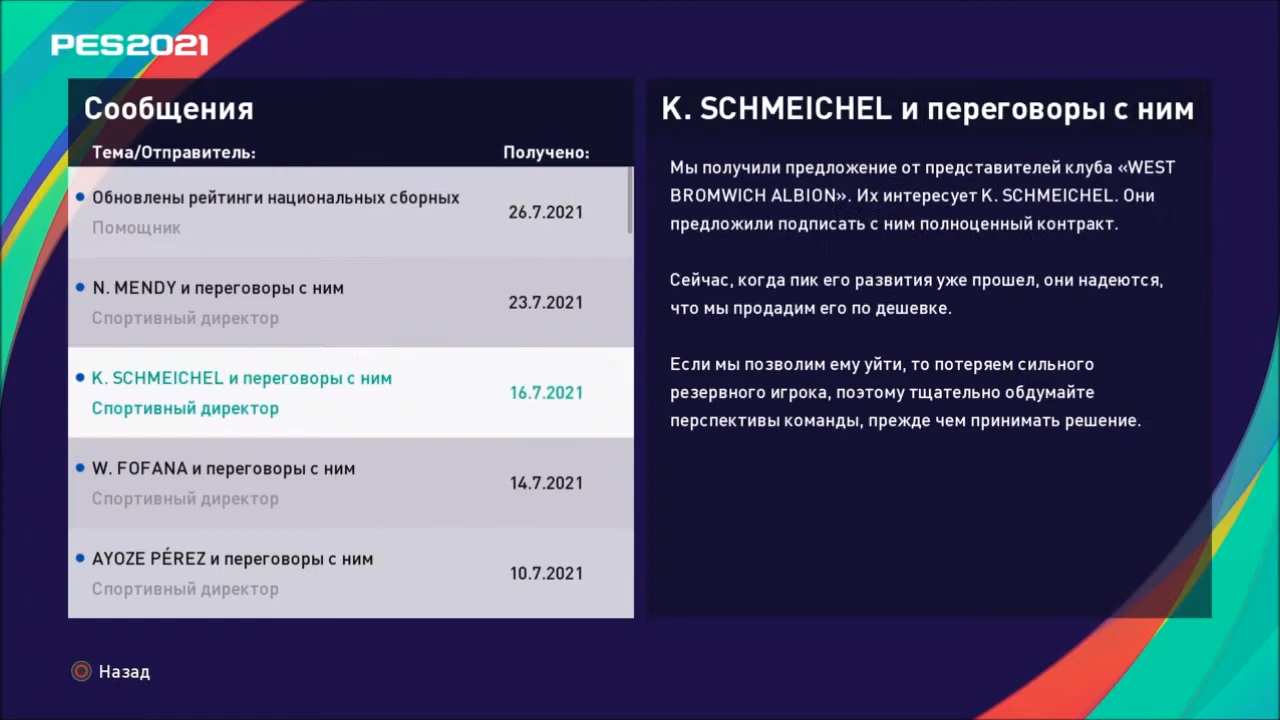 PES2021
Сообщения
Тема/Отправитель: Получено:
Обновлены рейтинги национальных сборных
Помощник
26.7.2021
N. MENDY и переговоры с ним
Спортивный директор
23.7.2021
K. SCHMEICHEL и переговоры с ним
Спортивный директор
16.7.2021
W. FOFANA и переговоры с ним
Спортивный директор
14.7.2021
AYOZE PÉREZ и переговоры с ним
Спортивный директор
10.7.2021
K. SCHMEICHEL и переговоры с ним
Мы получили предложение от представителей клуба «WEST
BROMWICH ALBION». Их интересует K. SCHMEICHEL. Они
предложили подписать с ним полноценный контракт.
Сейчас, когда пик его развития уже прошел, они надеются,
что мы продадим его по дешевке.
Если мы позволим ему уйти, то потеряем сильного
резервного игрока, поэтому тщательно обдумайте
перспективы команды, прежде чем принимать решение.
Назад